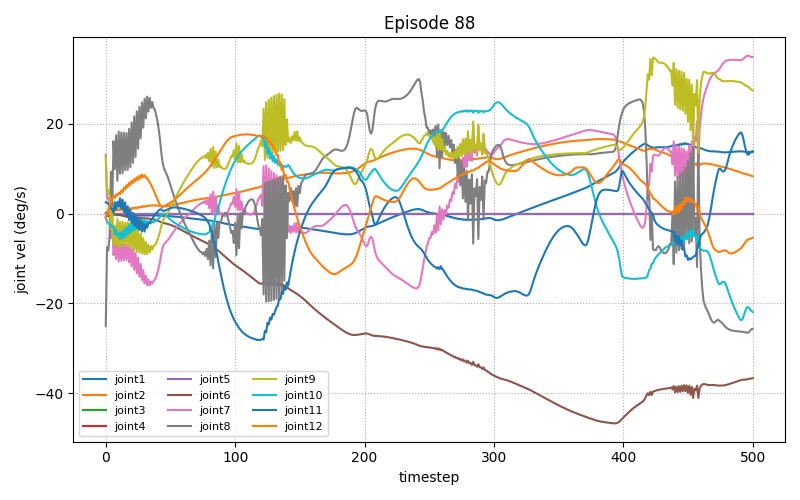 Episode 88
joint vel (deg/s)
20
0
−20
−40
joint1 joint5 joint9
joint2 joint6 joint10
joint3 joint7 joint11
joint4 joint8 joint12
0 100 200 300 400 500
timestep